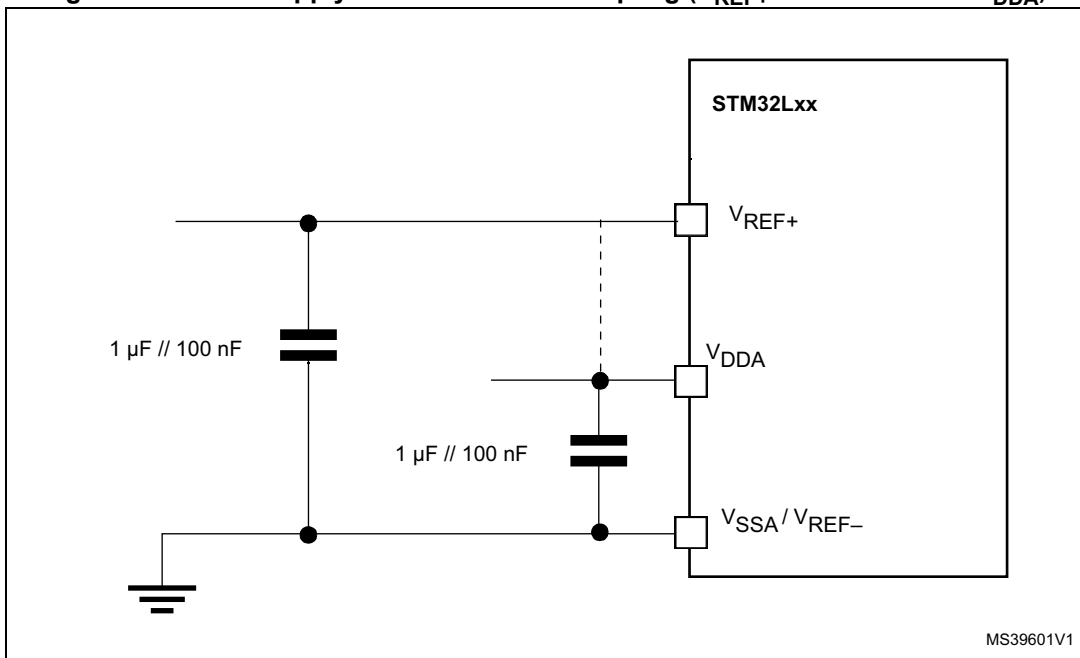 STM32Lxx
VREF+
1 µF // 100 nF
VDDA
1 µF // 100 nF
VSSA / VREF–
MS39601V1